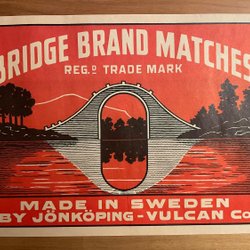 BRIDGE BRAND MATCHES
REG.D TRADE MARK
MADE IN SWEDEN
BY JÖNKÖPING-VULCAN Co